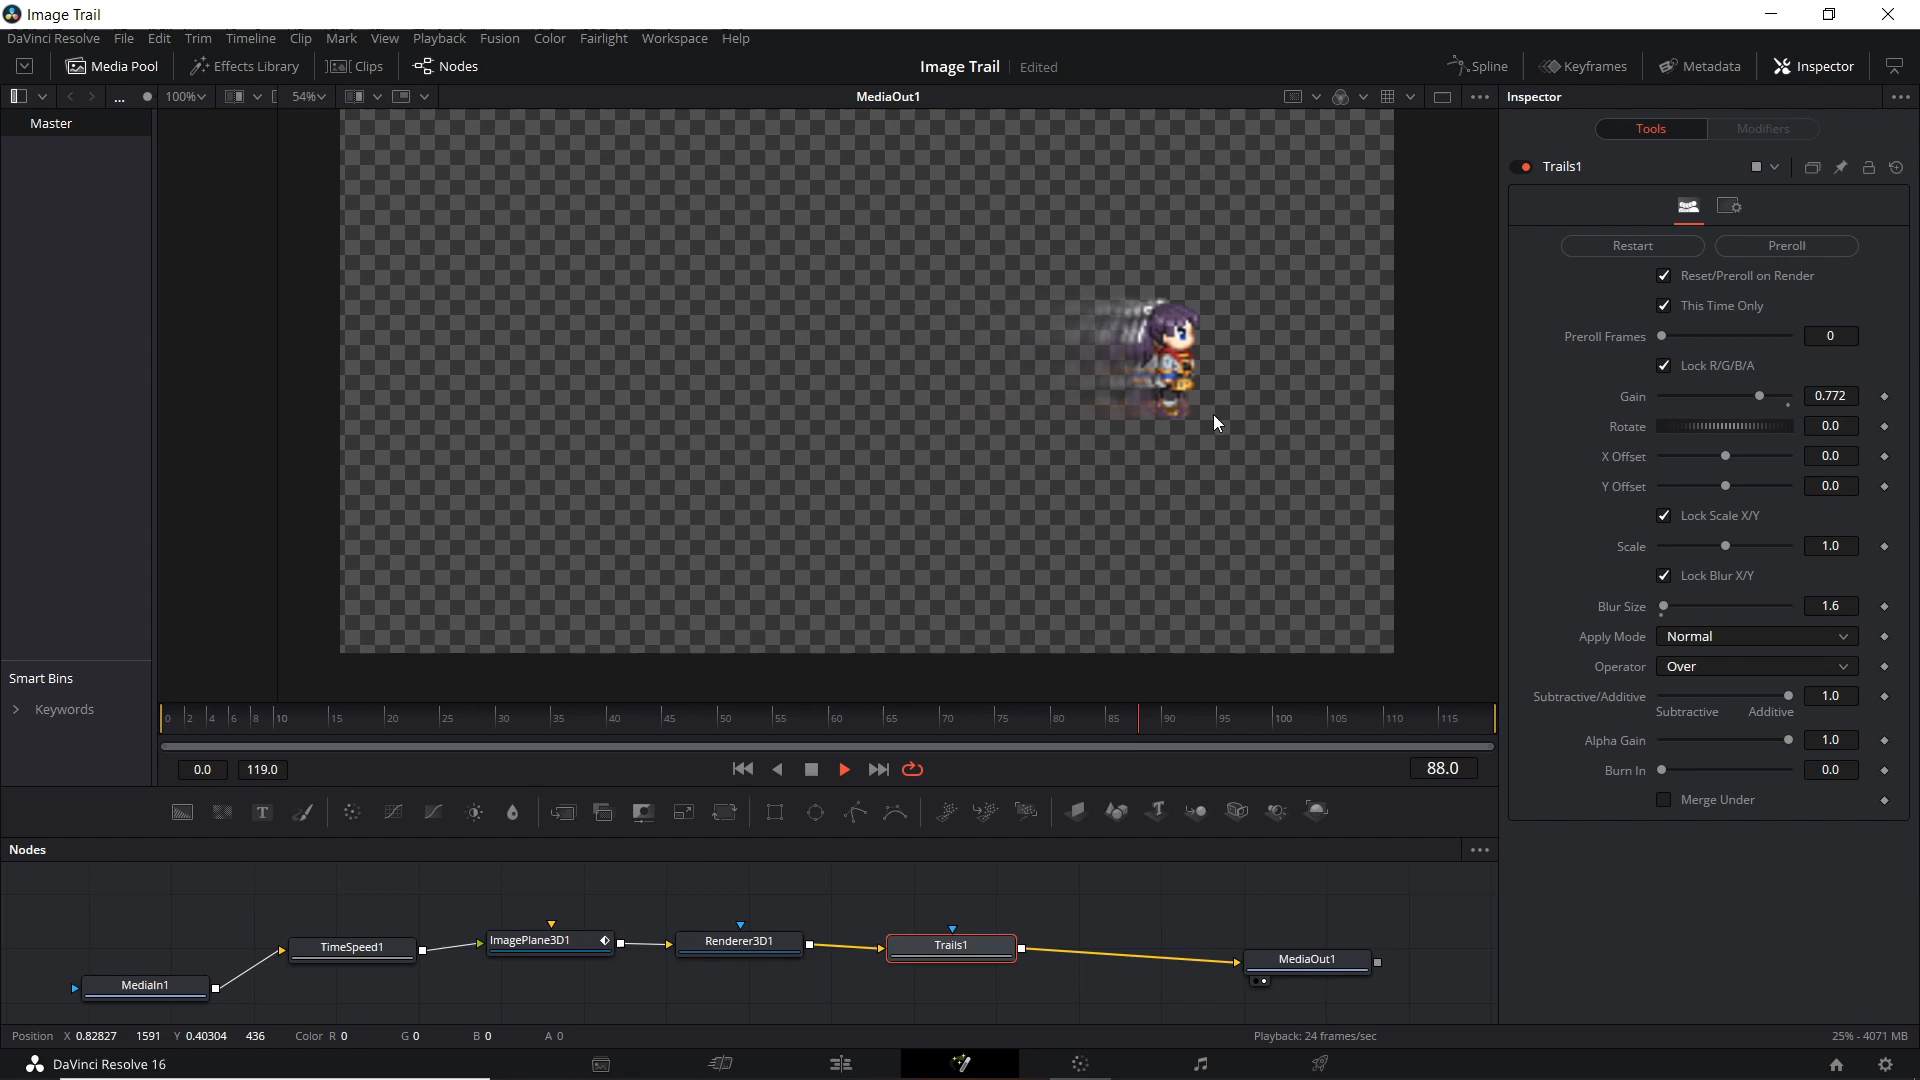 Image Trail
DaVinci Resolve File Edit Trim Timeline Clip Mark View Playback Fusion Color Fairlight Workspace Help
Media Pool Effects Library Clips Nodes Image Trail Edited Spline Keyframes Metadata Inspector
... 100% 54% MediaOut1 Inspector
Master
Tools Modifiers
Trails1
Restart Preroll
Reset/Preroll on Render
This Time Only
Preroll Frames 0
Lock R/G/B/A
Gain 0.772
Rotate 0.0
X Offset 0.0
Y Offset 0.0
Lock Scale X/Y
Scale 1.0
Lock Blur X/Y
Blur Size 1.6
Apply Mode Normal
Operator Over
Subtractive/Additive 1.0
Subtractive Additive
Alpha Gain 1.0
Burn In 0.0
Merge Under
Smart Bins
Keywords
0 2 4 6 8 10 15 20 25 30 35 40 45 50 55 60 65 70 75 80 85 90 95 100 105 110 115
0.0 119.0 88.0
Nodes
MediaIn1
TimeSpeed1
ImagePlane3D1
Renderer3D1
Trails1
MediaOut1
Position X 0.82827 1591 Y 0.40304 436 Color R 0 G 0 B 0 A 0 Playback: 24 frames/sec 25% - 4071 MB
DaVinci Resolve 16